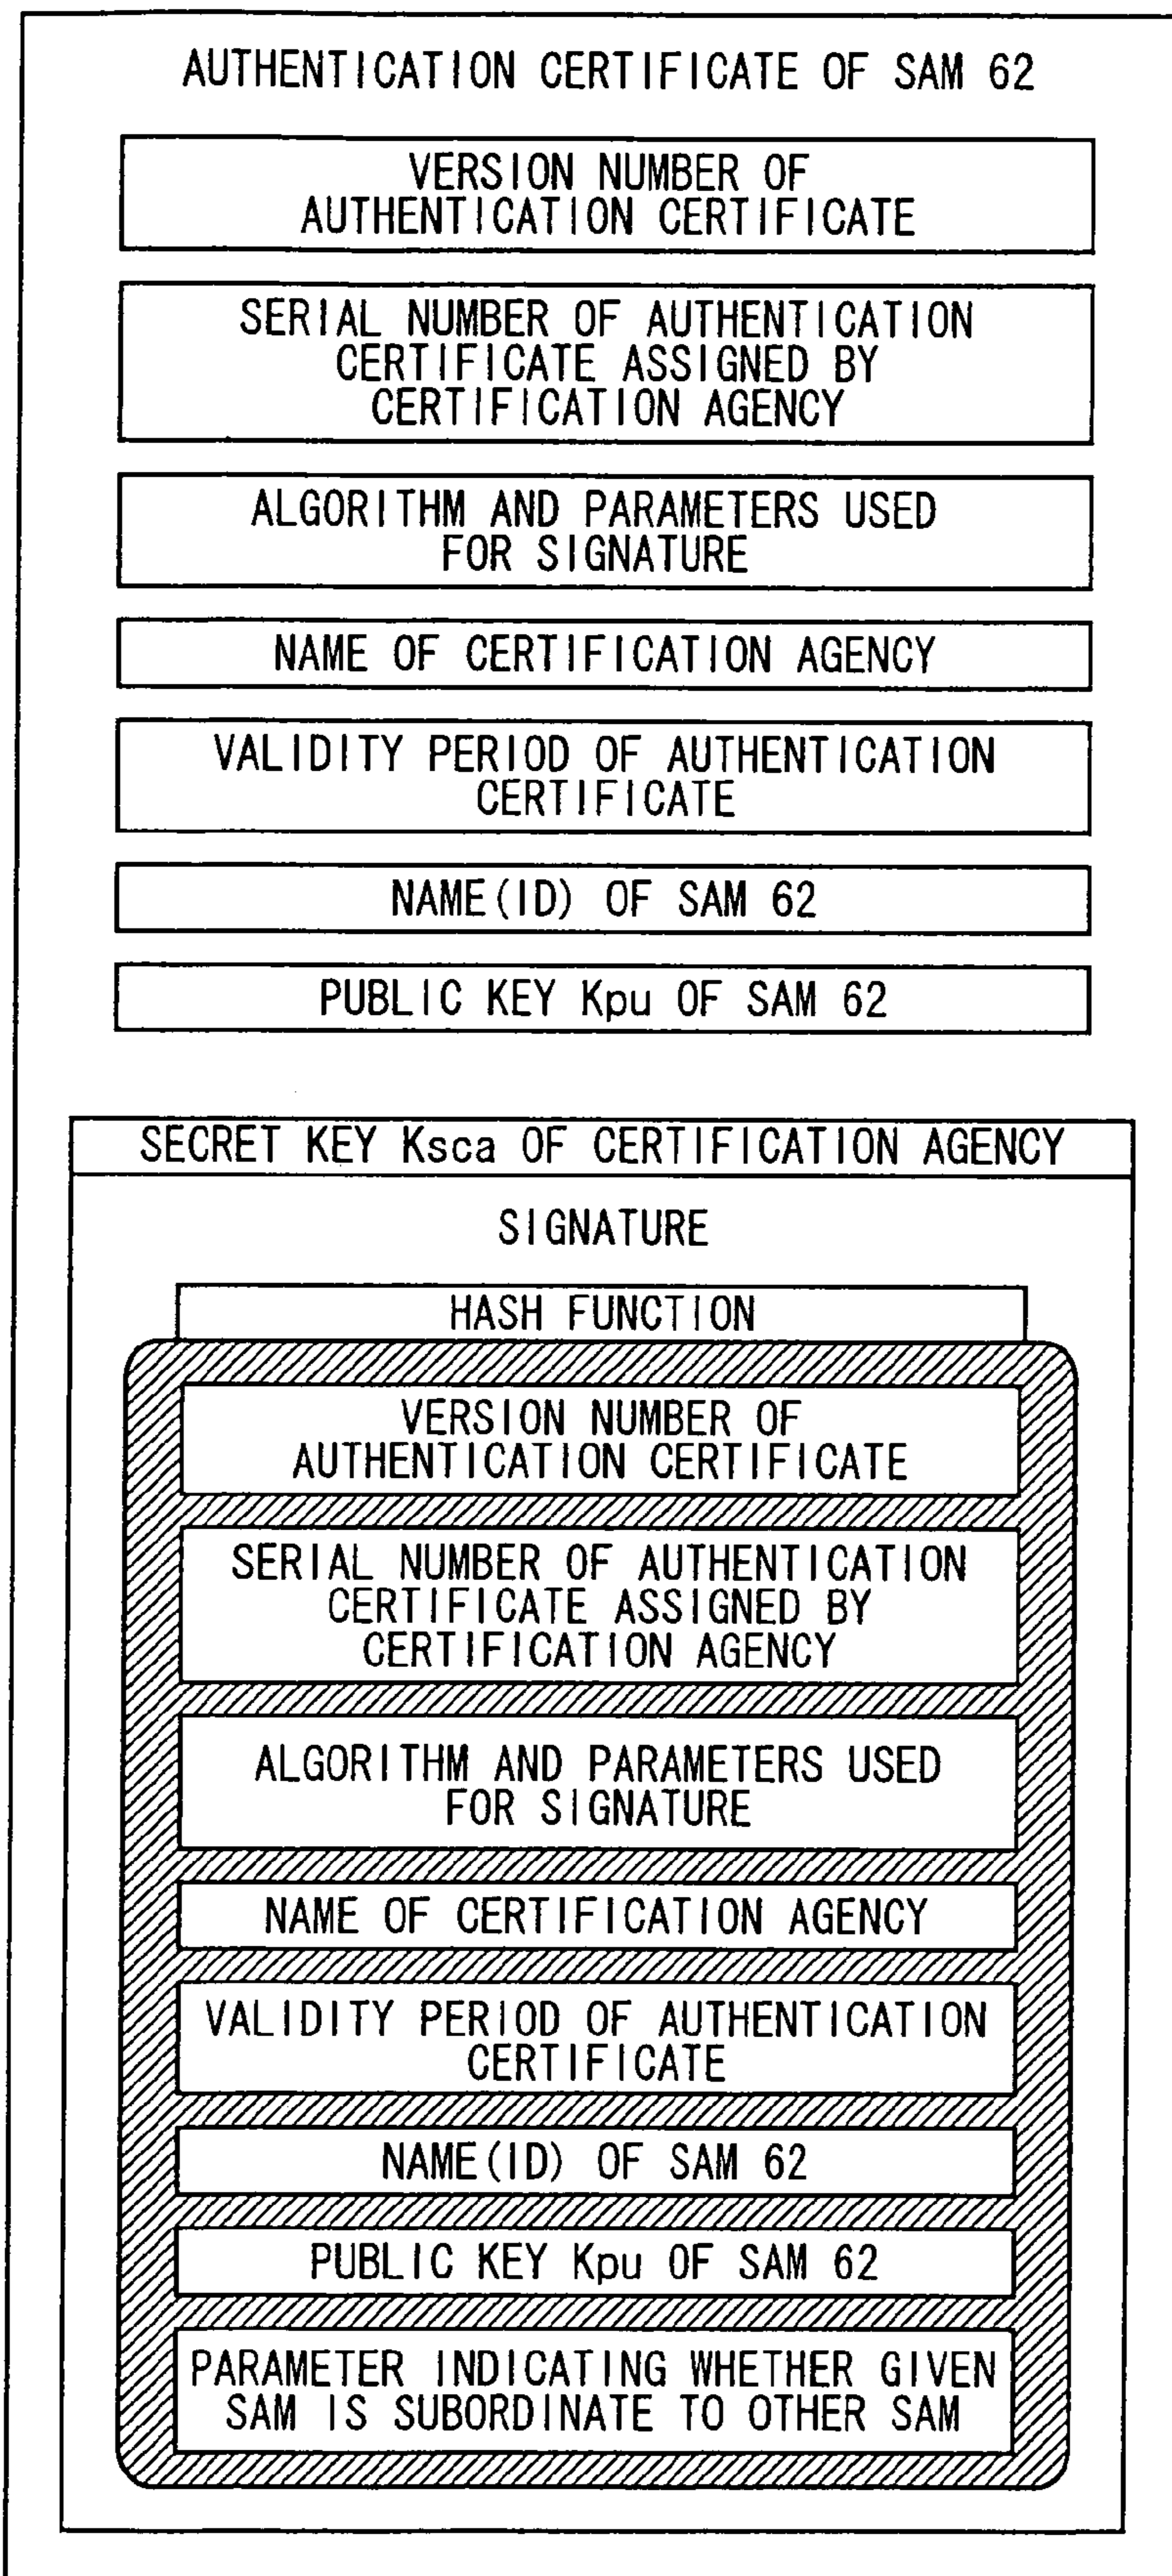 AUTHENTICATION CERTIFICATE OF SAM 62
VERSION NUMBER OF
AUTHENTICATION CERTIFICATE
SERIAL NUMBER OF AUTHENTICATION
CERTIFICATE ASSIGNED BY
CERTIFICATION AGENCY
ALGORITHM AND PARAMETERS USED
FOR SIGNATURE
NAME OF CERTIFICATION AGENCY
VALIDITY PERIOD OF AUTHENTICATION
CERTIFICATE
NAME(ID) OF SAM 62
PUBLIC KEY Kpu OF SAM 62
SECRET KEY Ksca OF CERTIFICATION AGENCY
SIGNATURE
HASH FUNCTION
VERSION NUMBER OF
AUTHENTICATION CERTIFICATE
SERIAL NUMBER OF AUTHENTICATION
CERTIFICATE ASSIGNED BY
CERTIFICATION AGENCY
ALGORITHM AND PARAMETERS USED
FOR SIGNATURE
NAME OF CERTIFICATION AGENCY
VALIDITY PERIOD OF AUTHENTICATION
CERTIFICATE
NAME(ID) OF SAM 62
PUBLIC KEY Kpu OF SAM 62
PARAMETER INDICATING WHETHER GIVEN
SAM IS SUBORDINATE TO OTHER SAM